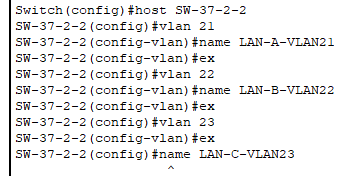 Switch(config)#host SW-37-2-2
SW-37-2-2(config)#vlan 21
SW-37-2-2(config-vlan)#name LAN-A-VLAN21
SW-37-2-2(config-vlan)#ex
SW-37-2-2(config)#vlan 22
SW-37-2-2(config-vlan)#name LAN-B-VLAN22
SW-37-2-2(config-vlan)#ex
SW-37-2-2(config)#vlan 23
SW-37-2-2(config-vlan)#ex
SW-37-2-2(config)#name LAN-C-VLAN23
^